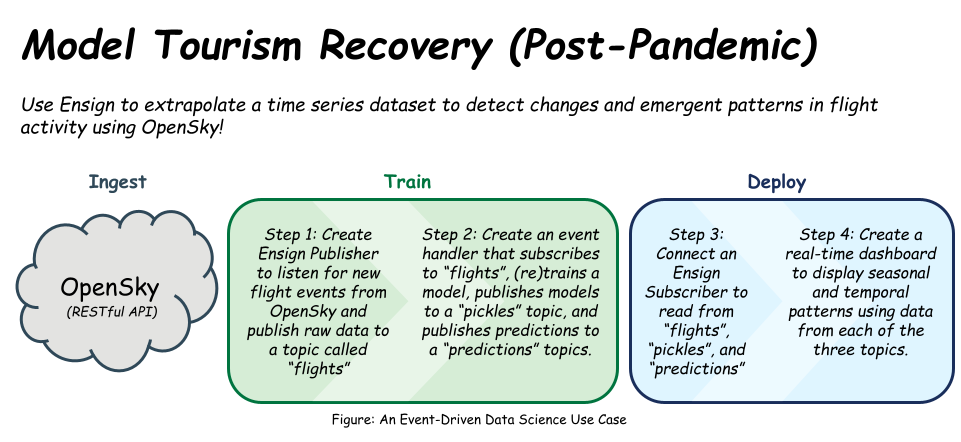 Model Tourism Recovery (Post-Pandemic)
Use Ensign to extrapolate a time series dataset to detect changes and emergent patterns in flight
activity using OpenSky!
Ingest
OpenSky
(RESTful API)
Train
Step 1: Create
Ensign Publisher
to listen for new
flight events from
OpenSky and
publish raw data to
a topic called
“flights”
Step 2: Create an event
handler that subscribes
to “flights”, (re)trains a
model, publishes models
to a “pickles” topic, and
publishes predictions to
a “predictions” topics.
Deploy
Step 3:
Connect an
Ensign
Subscriber to
read from
“flights”,
“pickles”, and
“predictions”
Step 4: Create a
real-time dashboard
to display seasonal
and temporal
patterns using data
from each of the
three topics.
Figure: An Event-Driven Data Science Use Case